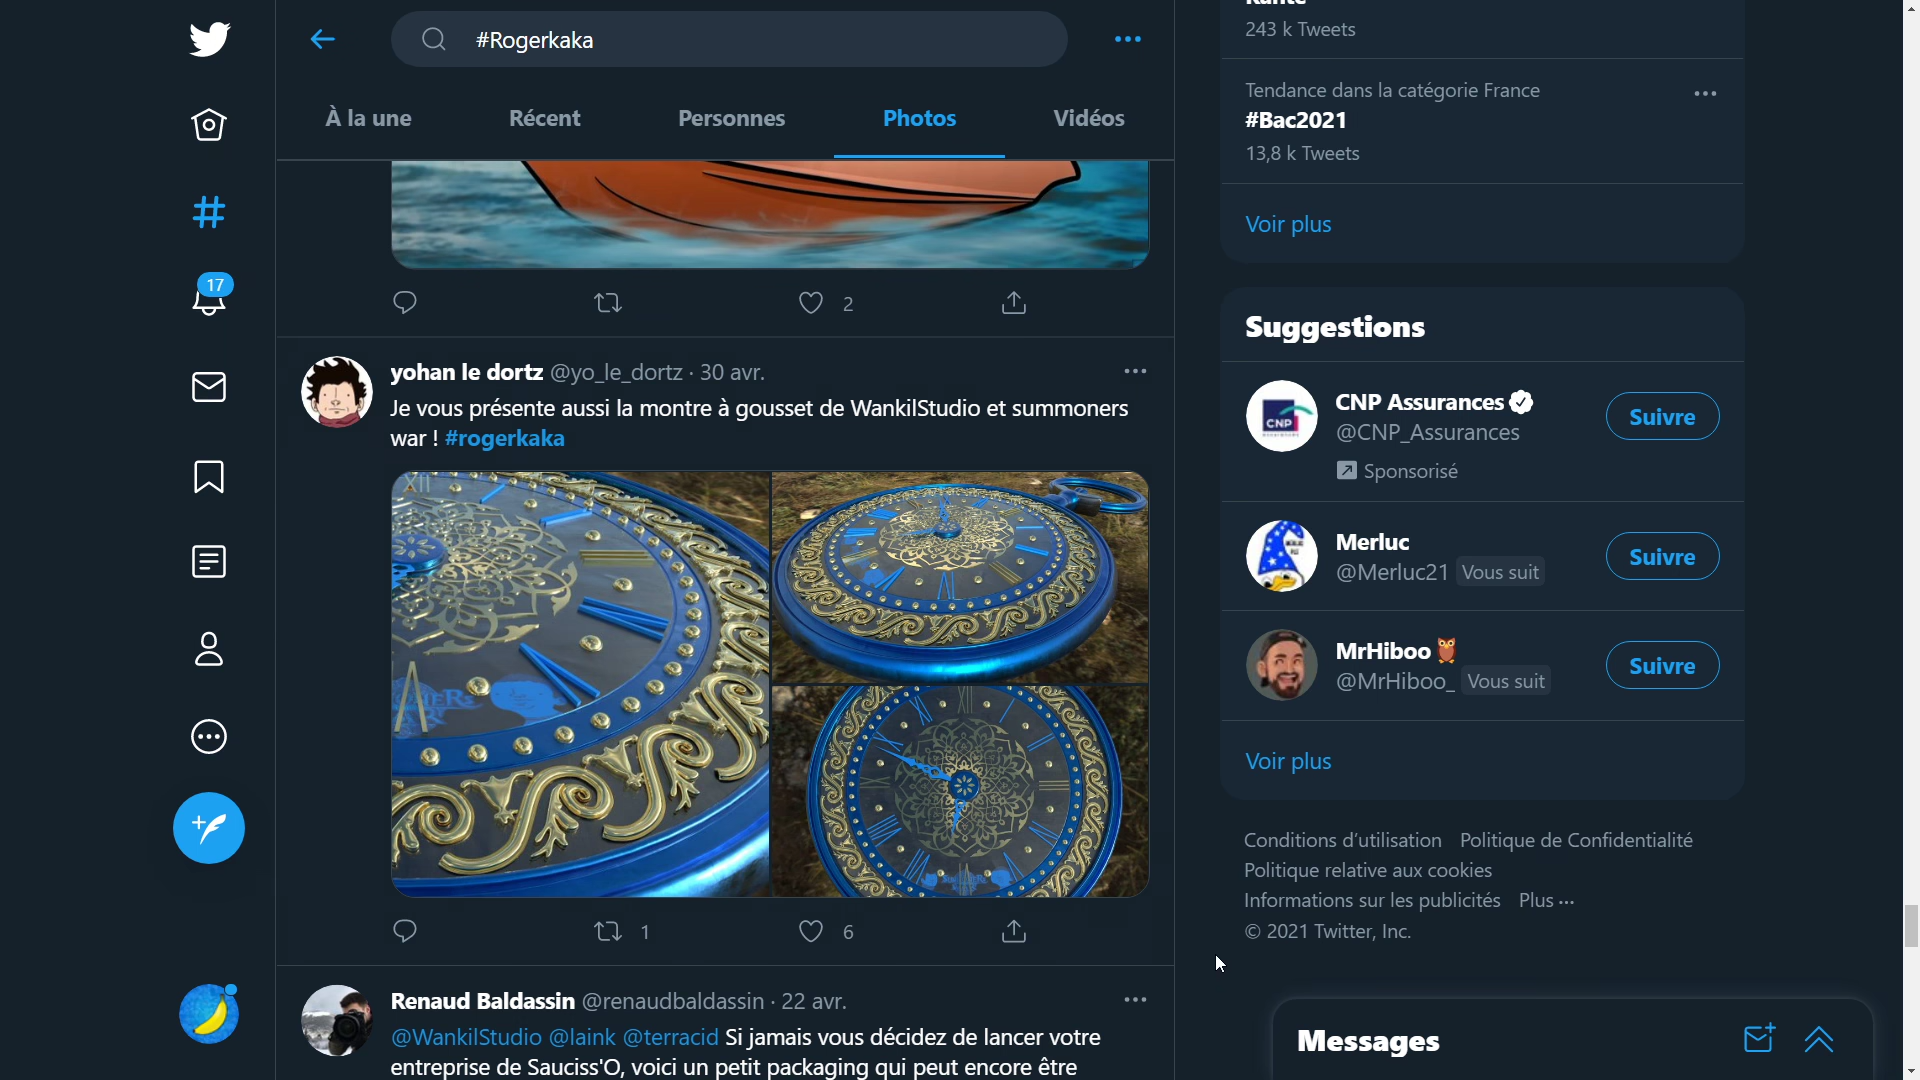 #Rogerkaka
À la une
Récent
Personnes
Photos
Vidéos
2
yohan le dortz @yo_le_dortz · 30 avr.
Je vous présente aussi la montre à gousset de WankilStudio et summoners
war ! #rogerkaka
XII
1
6
Renaud Baldassin @renaudbaldassin · 22 avr.
@WankilStudio @laink @terracid Si jamais vous décidez de lancer votre
entreprise de Sauciss'O, voici un petit packaging qui peut encore être
17
243 k Tweets
Tendance dans la catégorie France
#Bac2021
13,8 k Tweets
Voir plus
Suggestions
CNP
CNP Assurances
@CNP_Assurances
Sponsorisé
Suivre
Merluc
@Merluc21 Vous suit
Suivre
MrHiboo
@MrHiboo_ Vous suit
Suivre
Voir plus
Conditions d'utilisation Politique de Confidentialité
Politique relative aux cookies
Informations sur les publicités Plus ···
© 2021 Twitter, Inc.
Messages